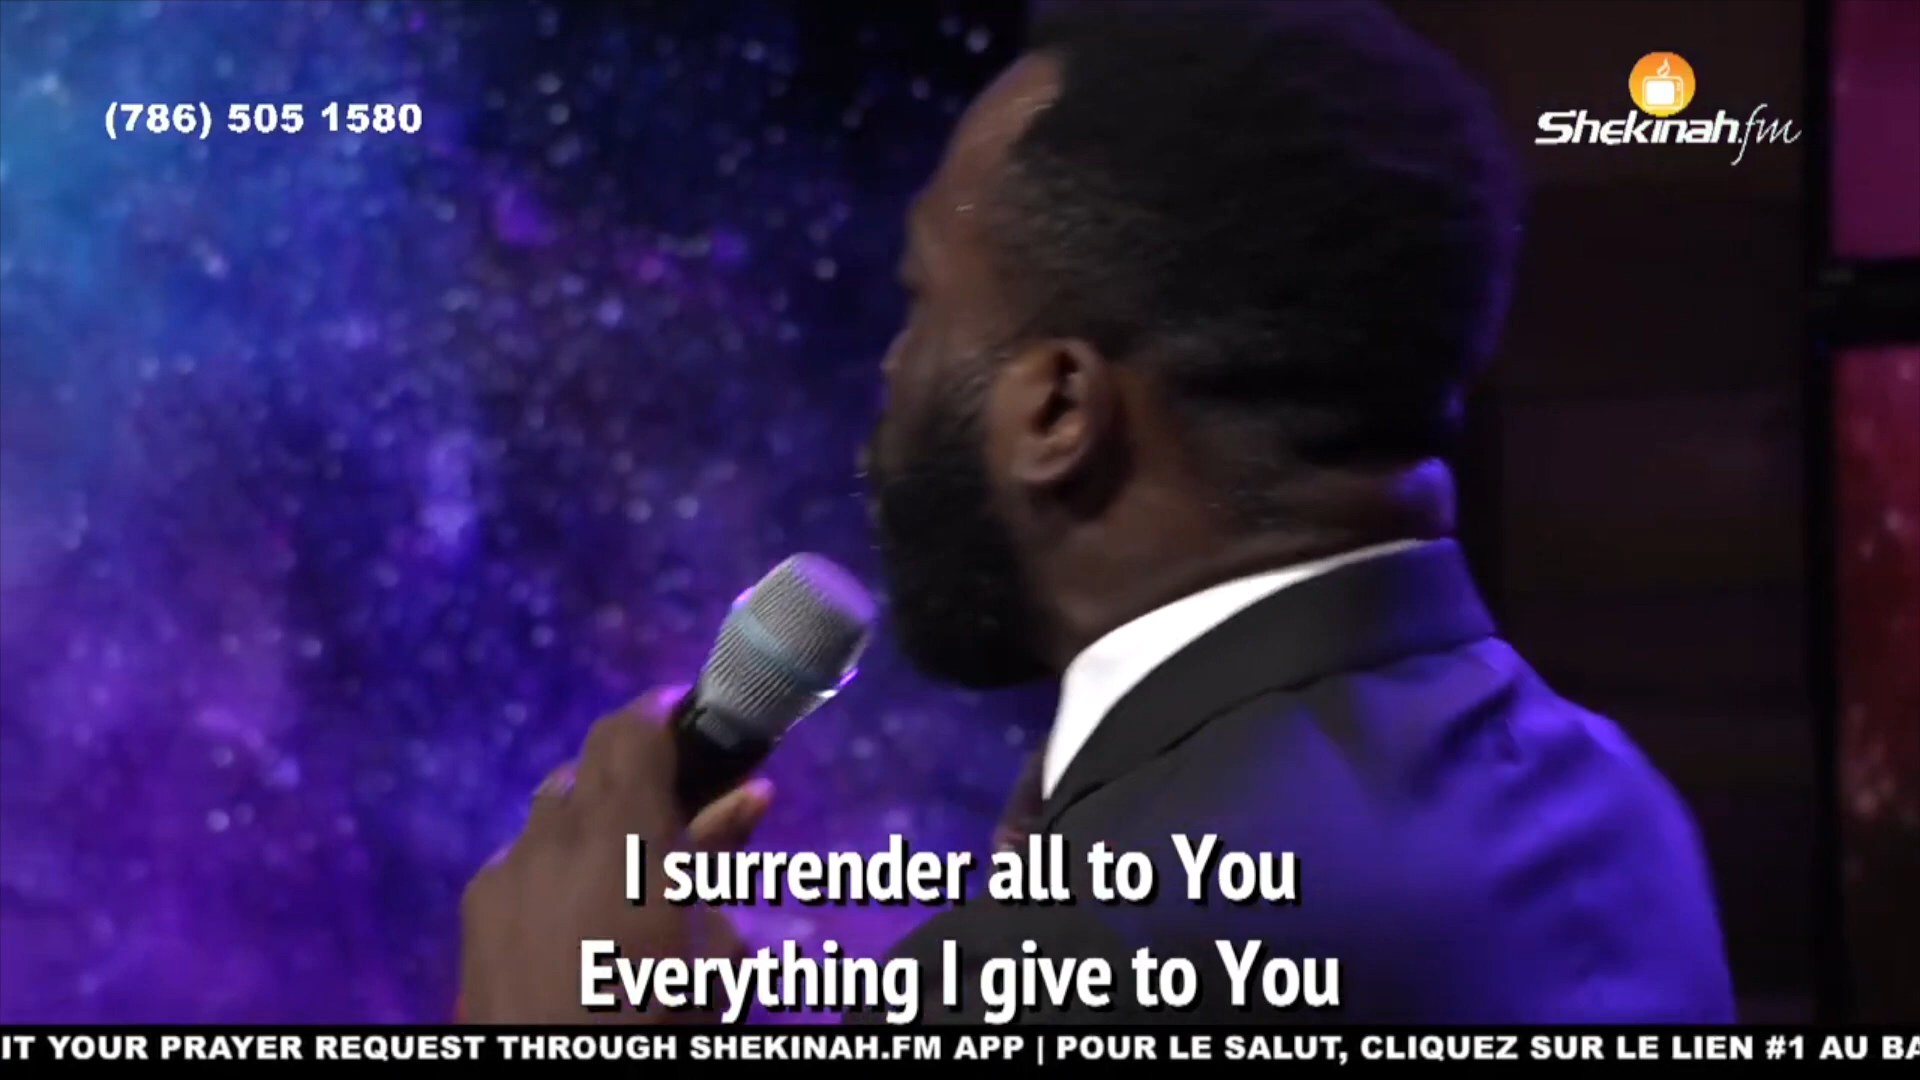 (786) 505 1580
Shekinah.fm
I surrender all to You
Everything I give to You
IT YOUR PRAYER REQUEST THROUGH SHEKINAH.FM APP | POUR LE SALUT, CLIQUEZ SUR LE LIEN #1 AU BA